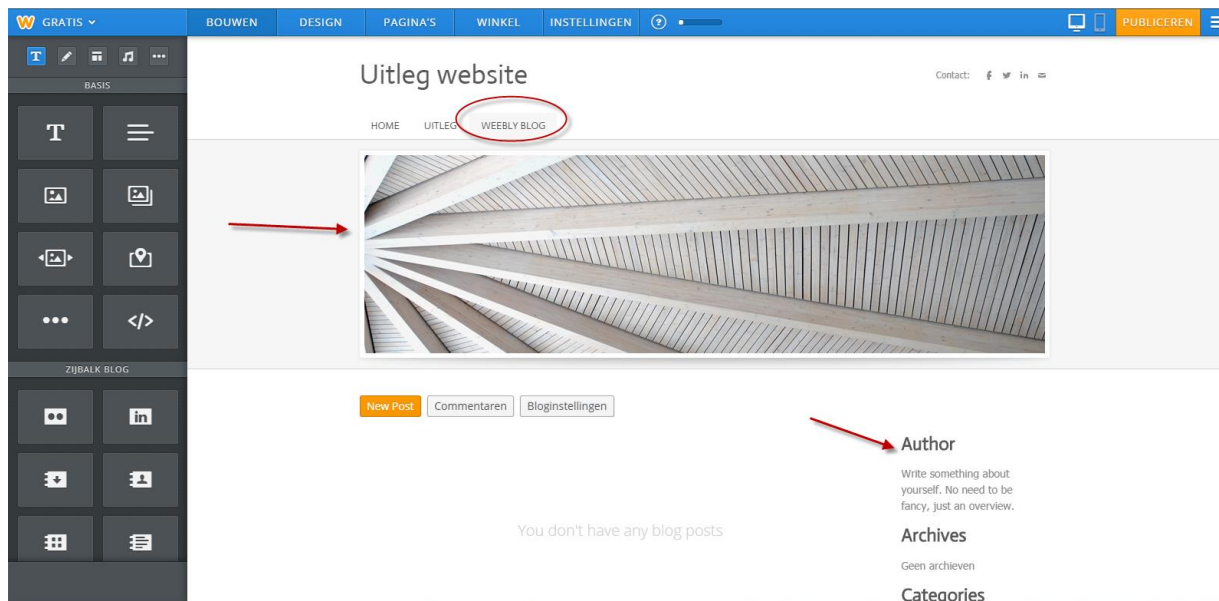 GRATIS
BOUWEN
DESIGN
PAGINA'S
WINKEL
INSTELLINGEN
?
PUBLICEREN
T
BASIS
T
ZIJBALK BLOG
in
Uitleg website
Contact:
f
in
HOME
UITLEG
WEEBLY BLOG
New Post
Commentaren
Bloginstellingen
You don't have any blog posts
Author
Write something about
yourself. No need to be
fancy, just an overview.
Archives
Geen archieven
Categories